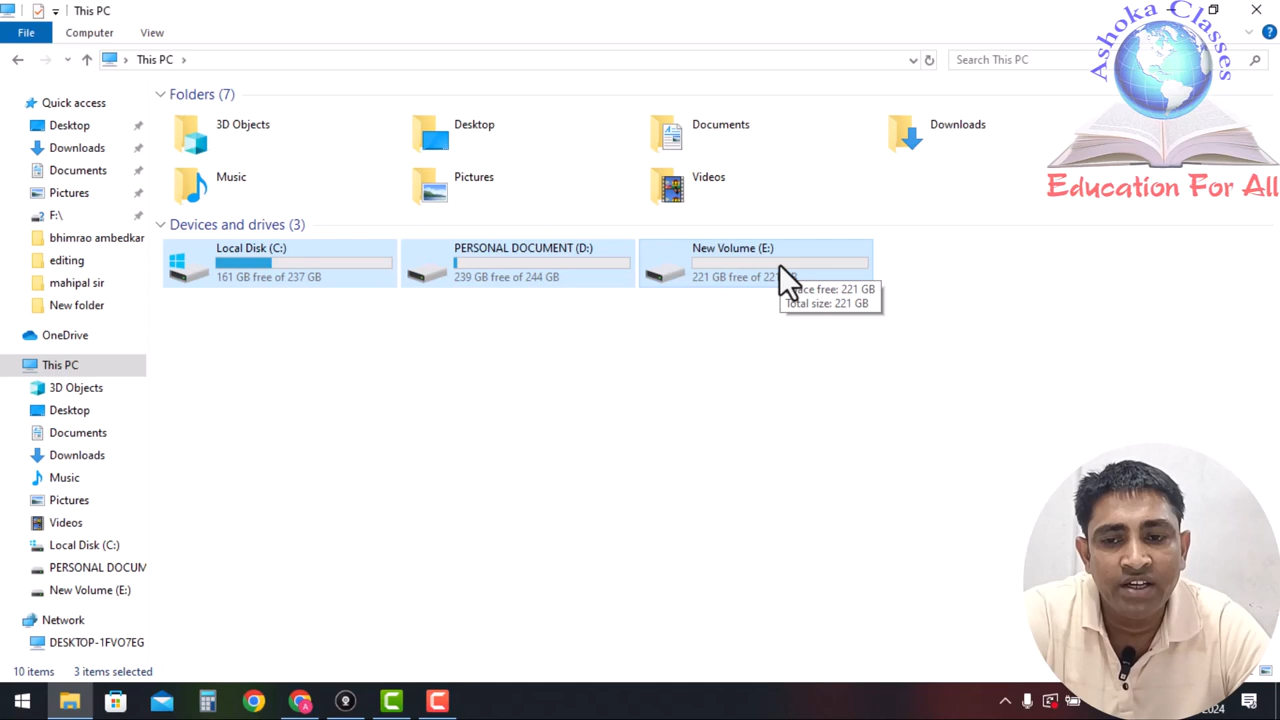 This PC
File
Computer
View
This PC
Search This PC
Ashoka Classes
Education For All
Quick access
Desktop
Downloads
Documents
Pictures
F:\
bhimrao ambedkar
editing
mahipal sir
New folder
OneDrive
This PC
3D Objects
Desktop
Documents
Downloads
Music
Pictures
Videos
Local Disk (C:)
PERSONAL DOCUM
New Volume (E:)
Network
DESKTOP-1FVO7EG
Folders (7)
3D Objects
Desktop
Documents
Downloads
Music
Pictures
Videos
Devices and drives (3)
Local Disk (C:)
161 GB free of 237 GB
PERSONAL DOCUMENT (D:)
239 GB free of 244 GB
New Volume (E:)
221 GB free of 221
free: 221 GB
Total size: 221 GB
10 items
3 items selected
2024